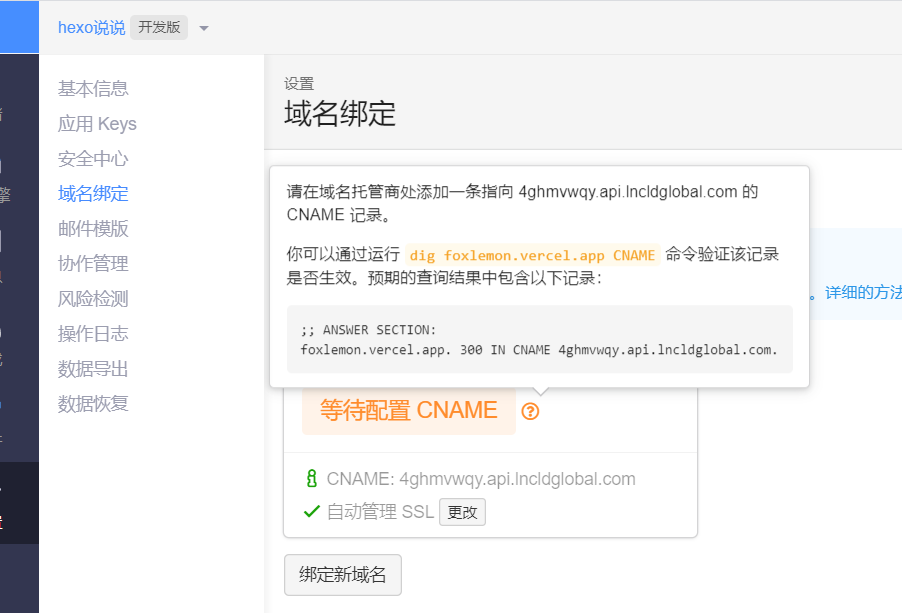 hexo说说 开发版
基本信息
应用 Keys
安全中心
域名绑定
邮件模版
协作管理
风险检测
操作日志
数据导出
数据恢复
设置
域名绑定
请在域名托管商处添加一条指向 4ghmvwqy.api.lncldglobal.com 的
CNAME 记录。
你可以通过运行 dig foxlemon.vercel.app CNAME 命令验证该记录
是否生效。预期的查询结果中包含以下记录：
;; ANSWER SECTION:
foxlemon.vercel.app. 300 IN CNAME 4ghmvwqy.api.lncldglobal.com.
。详细的方法
等待配置 CNAME
CNAME: 4ghmvwqy.api.lncldglobal.com
自动管理 SSL 更改
绑定新域名